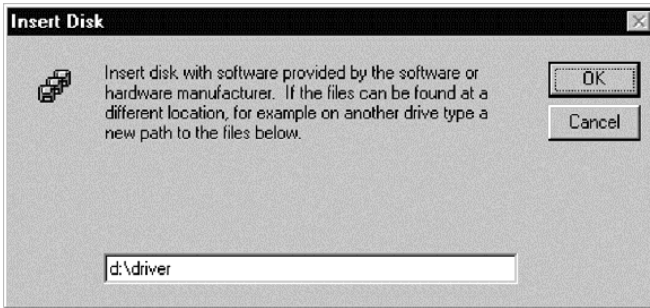 Insert Disk
Insert disk with software provided by the software or
hardware manufacturer. If the files can be found at a
different location, for example on another drive type a
new path to the files below.
OK
Cancel
d:\driver